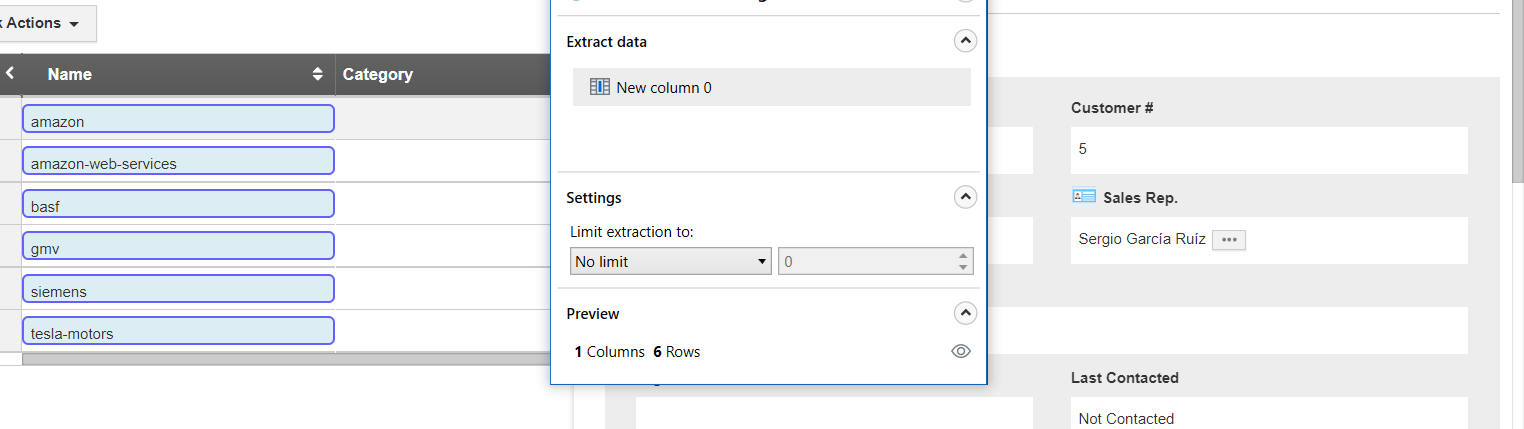 Actions
Name
Category
amazon
amazon-web-services
basf
gmv
siemens
tesla-motors
Extract data
New column 0
Settings
Limit extraction to:
No limit
0
Preview
1 Columns 6 Rows
Customer #
5
Sales Rep.
Sergio García Ruíz
Last Contacted
Not Contacted